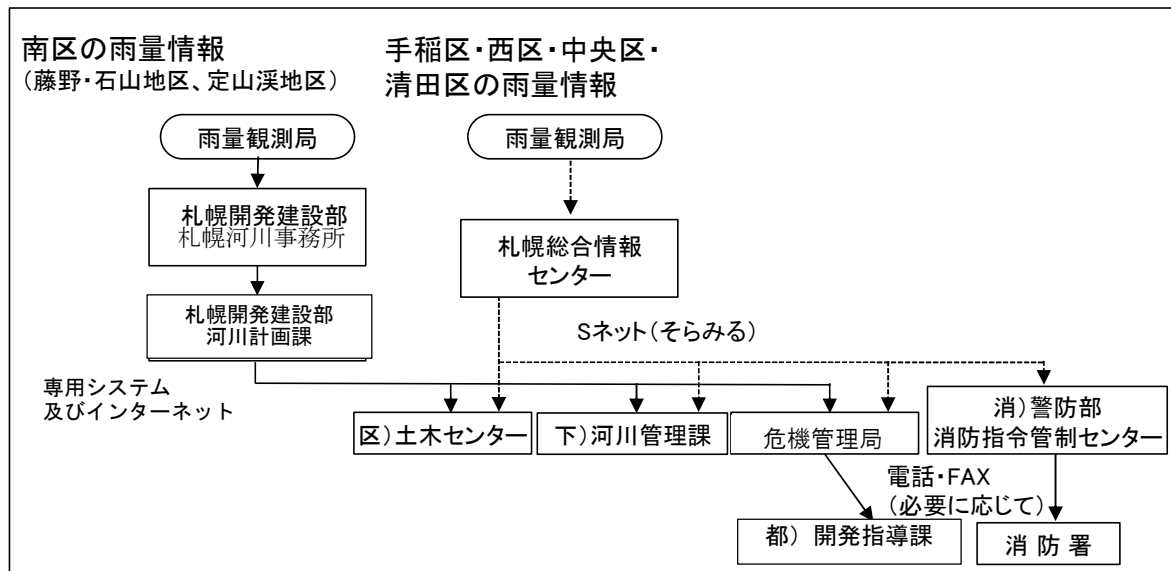 南区の雨量情報
（藤野・石山地区、定山渓地区）
手稲区・西区・中央区・
清田区の雨量情報
雨量観測局
雨量観測局
札幌開発建設部
札幌河川事務所
札幌総合情報
センター
札幌開発建設部
河川計画課
Sネット（そらみる）
専用システム
及びインターネット
区）土木センター
下）河川管理課
危機管理局
消）警防部
消防指令管制センター
電話・FAX
（必要に応じて）
都） 開発指導課
消 防 署